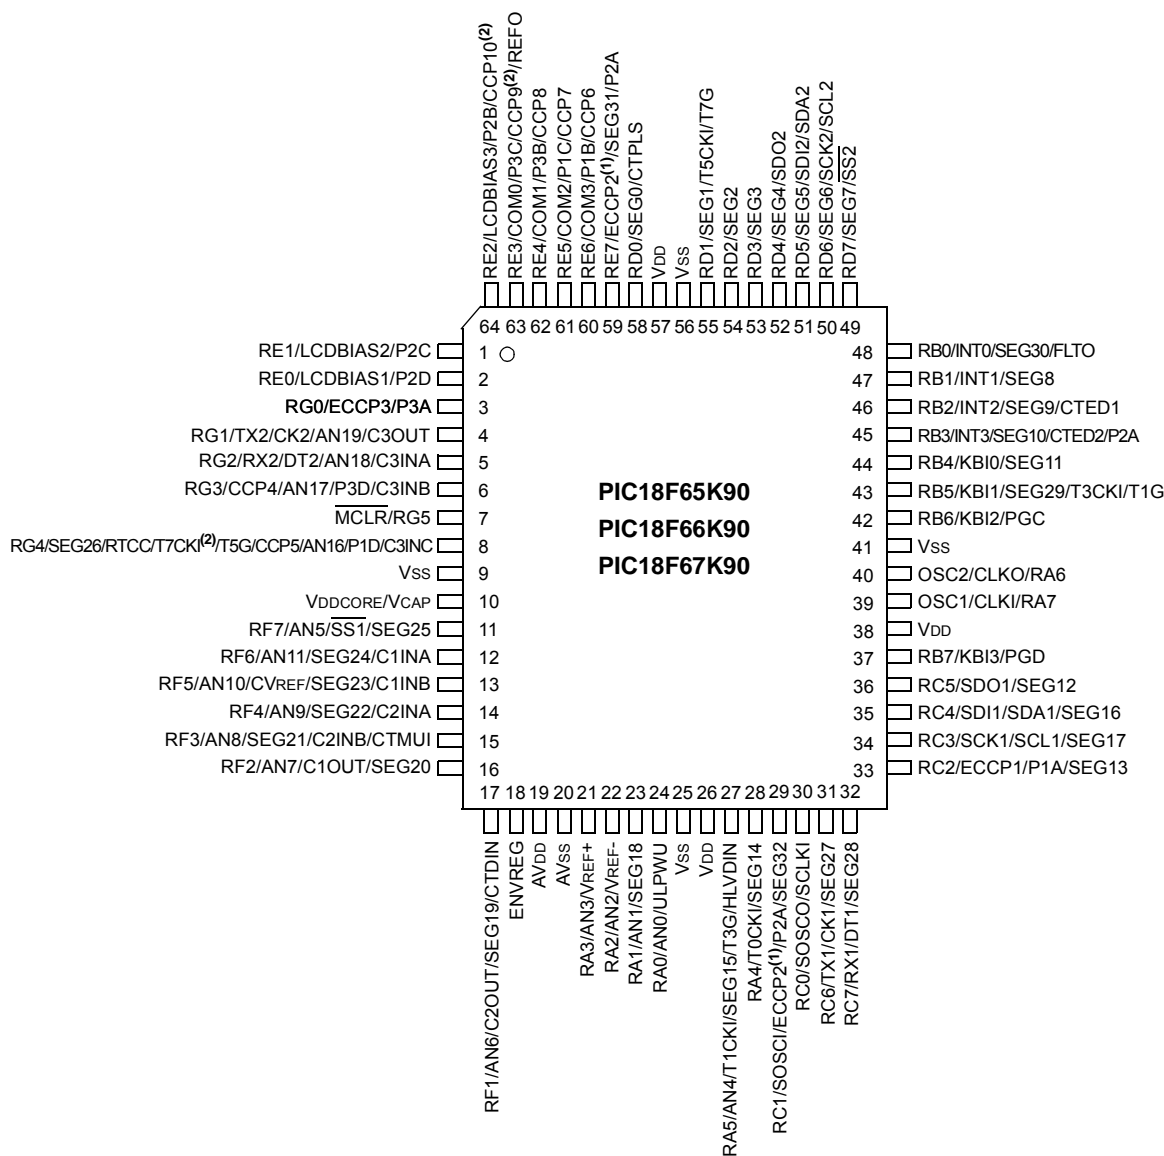 RE2/LCDBIAS3/P2B/CCP10(2)
RE3/COM0/P3C/CCP9(2)/REFO
RE4/COM1/P3B/CCP8
RE5/COM2/P1C/CCP7
RE6/COM3/P1B/CCP6
RE7/ECCP2(1)/SEG31/P2A
RD0/SEG0/CTPLS
VDD
VSS
RD1/SEG1/T5CKI/T7G
RD2/SEG2
RD3/SEG3
RD4/SEG4/SDO2
RD5/SEG5/SDI2/SDA2
RD6/SEG6/SCK2/SCL2
RD7/SEG7/SS2
64 63 62 61 60 59 58 57 56 55 54 53 52 51 50 49
RE1/LCDBIAS2/P2C 1
RE0/LCDBIAS1/P2D 2
RG0/ECCP3/P3A 3
RG1/TX2/CK2/AN19/C3OUT 4
RG2/RX2/DT2/AN18/C3INA 5
RG3/CCP4/AN17/P3D/C3INB 6
MCLR/RG5 7
RG4/SEG26/RTCC/T7CKI(2)/T5G/CCP5/AN16/P1D/C3INC 8
VSS 9
VDDCORE/VCAP 10
RF7/AN5/SS1/SEG25 11
RF6/AN11/SEG24/C1INA 12
RF5/AN10/CVREF/SEG23/C1INB 13
RF4/AN9/SEG22/C2INA 14
RF3/AN8/SEG21/C2INB/CTMUI 15
RF2/AN7/C1OUT/SEG20 16
PIC18F65K90
PIC18F66K90
PIC18F67K90
48 RB0/INT0/SEG30/FLTO
47 RB1/INT1/SEG8
46 RB2/INT2/SEG9/CTED1
45 RB3/INT3/SEG10/CTED2/P2A
44 RB4/KBI0/SEG11
43 RB5/KBI1/SEG29/T3CKI/T1G
42 RB6/KBI2/PGC
41 VSS
40 OSC2/CLKO/RA6
39 OSC1/CLKI/RA7
38 VDD
37 RB7/KBI3/PGD
36 RC5/SDO1/SEG12
35 RC4/SDI1/SDA1/SEG16
34 RC3/SCK1/SCL1/SEG17
33 RC2/ECCP1/P1A/SEG13
17 18 19 20 21 22 23 24 25 26 27 28 29 30 31 32
RF1/AN6/C2OUT/SEG19/CTDIN
ENVREG
AVDD
AVSS
RA3/AN3/VREF+
RA2/AN2/VREF-
RA1/AN1/SEG18
RA0/AN0/ULPWU
VSS
VDD
RA5/AN4/T1CKI/SEG15/T3G/HLVDIN
RA4/T0CKI/SEG14
RC1/SOSCI/ECCP2(1)/P2A/SEG32
RC0/SOSCO/SCLKI
RC6/TX1/CK1/SEG27
RC7/RX1/DT1/SEG28